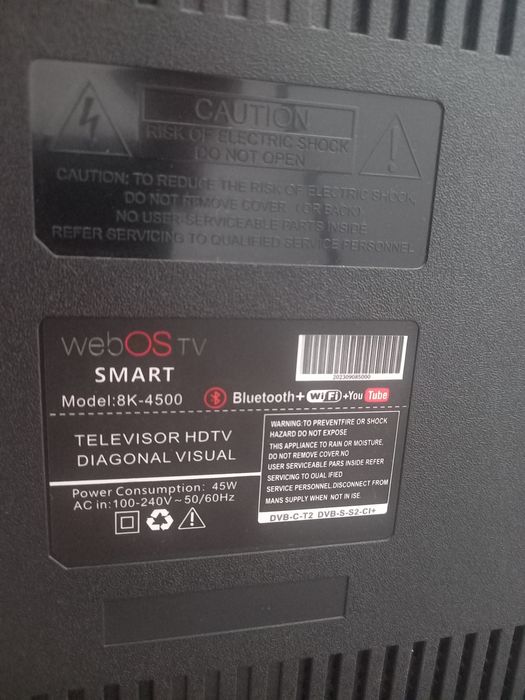 CAUTION
RISK OF ELECTRIC SHOCK
DO NOT OPEN
CAUTION: TO REDUCE THE RISK OF ELECTRIC SHOCK,
DO NOT REMOVE COVER (OR BACK)
NO USER-SERVICEABLE PARTS INSIDE
REFER SERVICING TO QUALIFIED SERVICE PERSONNEL
webOS TV
SMART
202309085000
Model:8K-4500
Bluetooth+WiFi+You Tube
TELEVISOR HDTV
DIAGONAL VISUAL
Power Consumption: 45W
AC in:100-240V~50/60Hz
WARNING:TO PREVENTFIRE OR SHOCK
HAZARD DO NOT EXPOSE
THIS APPLIANCE TO RAIN OR MOISTURE.
DO NOT REMOVE COVER.NO
USER SERVICEABLE PARS INSIDE REFER
SERVICING TO OUAL IFIED
SERVICE PERSONNEL.DISCONNECT FROM
MANS SUPPLY WHEN NOT IN ISE.
DVB-C-T2 DVB-S-S2-CI+